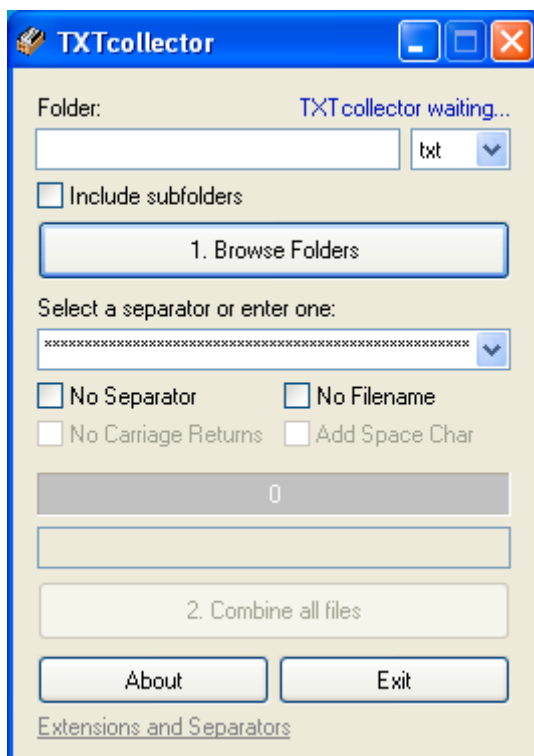 TXTcollector
Folder: TXTcollector waiting...
txt
Include subfolders
1. Browse Folders
Select a separator or enter one:
*****************************************************
No Separator No Filename
No Carriage Returns Add Space Char
0
2. Combine all files
About Exit
Extensions and Separators